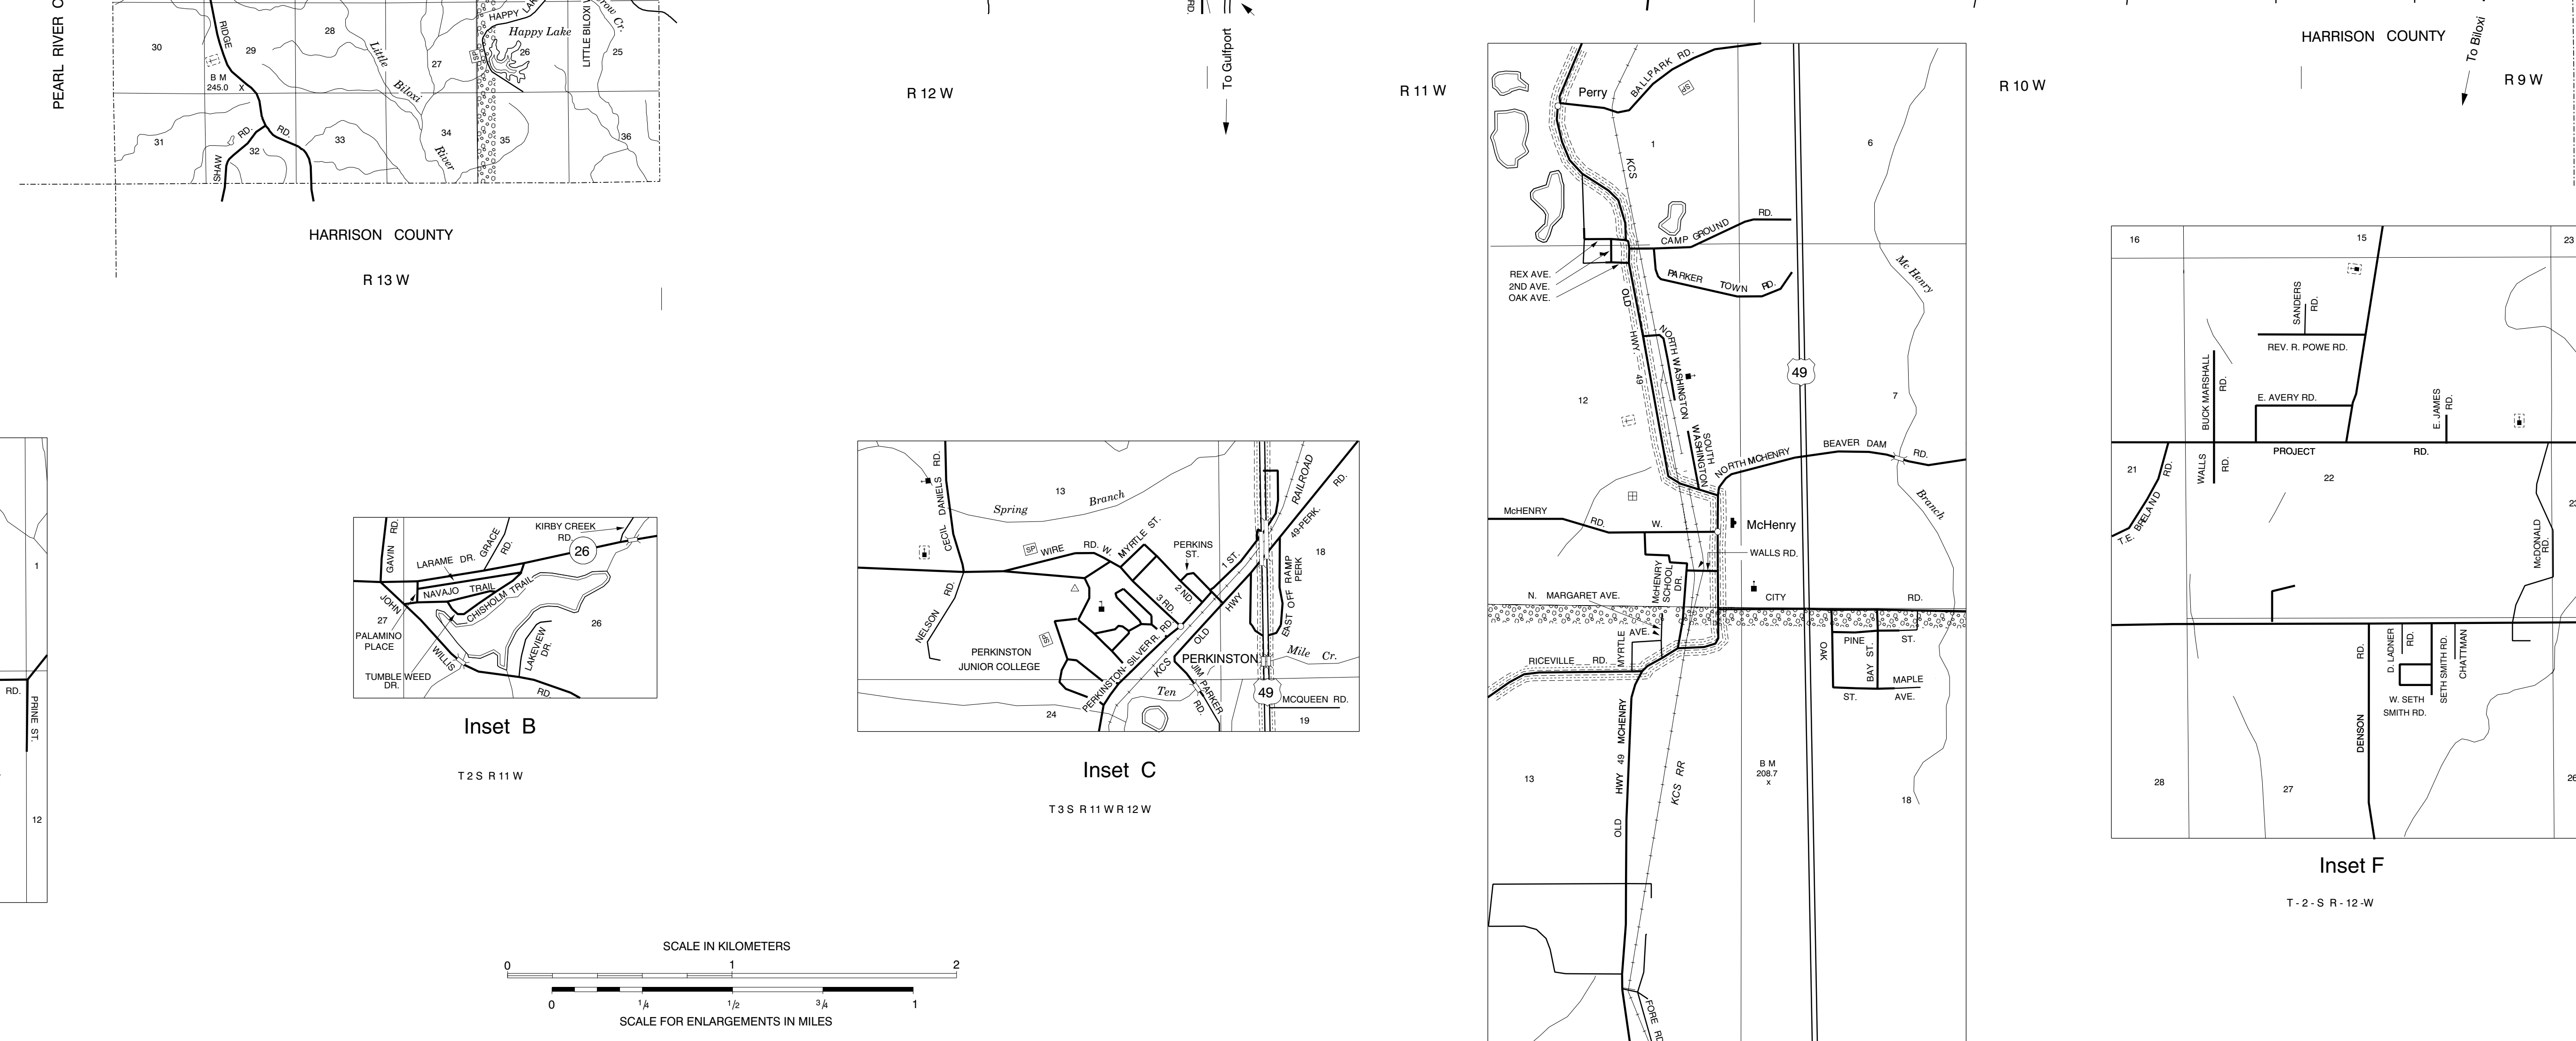 PEARL RIVER C
30
RIDGE
29
28
Little
27
HAPPY LAK
Happy Lake
26
SP
LITTLE BILOXI
row Cr.
25
B M
245.0 X
Biloxi
31
SHAW
RD.
RD.
32
33
34
River
35
36
HARRISON COUNTY
R 13 W
R 12 W
RD.
To Gulfport
R 11 W
R 10 W
HARRISON COUNTY
To Biloxi
R 9 W
1
RD.
PRINE ST.
12
GAVIN RD.
LARAME DR.
GRACE RD.
KIRBY CREEK
RD.
26
NAVAJO TRAIL
CHISHOLM TRAIL
JOHN
27
PALAMINO
PLACE
WILLIS
26
LAKEVIEW
DR.
TUMBLE WEED
DR.
RD.
Inset B
T 2 S R 11 W
CECIL DANIELS RD.
13
Spring Branch
SP
WIRE RD. W.
MYRTLE ST.
PERKINS
ST.
1 ST.
RAILROAD
49-PERK. RD.
18
2 ND.
3 RD.
HWY
OLD
EAST OFF RAMP
PERK
NELSON RD.
SP
PERKINSTON
JUNIOR COLLEGE
PERKINSTON- SILVER R. RD.
KCS
PERKINSTON
Mile Cr.
Ten
JIM PARKER
RD.
49
MCQUEEN RD.
24
19
Inset C
T 3 S R 11 W R 12 W
SCALE IN KILOMETERS
0 1 2
0 1/4 1/2 3/4 1
SCALE FOR ENLARGEMENTS IN MILES
Perry
BALLPARK RD.
SP
KCS
1
6
CAMP GROUND RD.
REX AVE.
2ND AVE.
OAK AVE.
PARKER TOWN RD.
Mc Henry
OLD HWY. 49
NORTH WASHINGTON
49
12
7
SOUTH
WASHINGTON
NORTH MCHENRY
BEAVER DAM RD.
Branch
McHENRY RD. W.
McHenry
WALLS RD.
McHENRY
SCHOOL
DR.
N. MARGARET AVE.
CITY RD.
MYRTLE
AVE.
RICEVILLE RD.
OAK
PINE ST.
BAY ST.
MAPLE
ST. AVE.
OLD HWY 49 MCHENRY
KCS RR
13
B M
208.7
x
18
FORE RD
16
15
23
SANDERS
RD.
REV. R. POWE RD.
BUCK MARSHALL
RD.
E. AVERY RD.
E. JAMES
RD.
PROJECT RD.
21
T.E. BRELAND RD.
WALLS
RD.
22
McDONALD
RD.
DENSON RD.
D. LADNER
RD.
SETH SMITH RD.
CHATTMAN
W. SETH
SMITH RD.
28
27
26
Inset F
T - 2 - S R - 12 -W